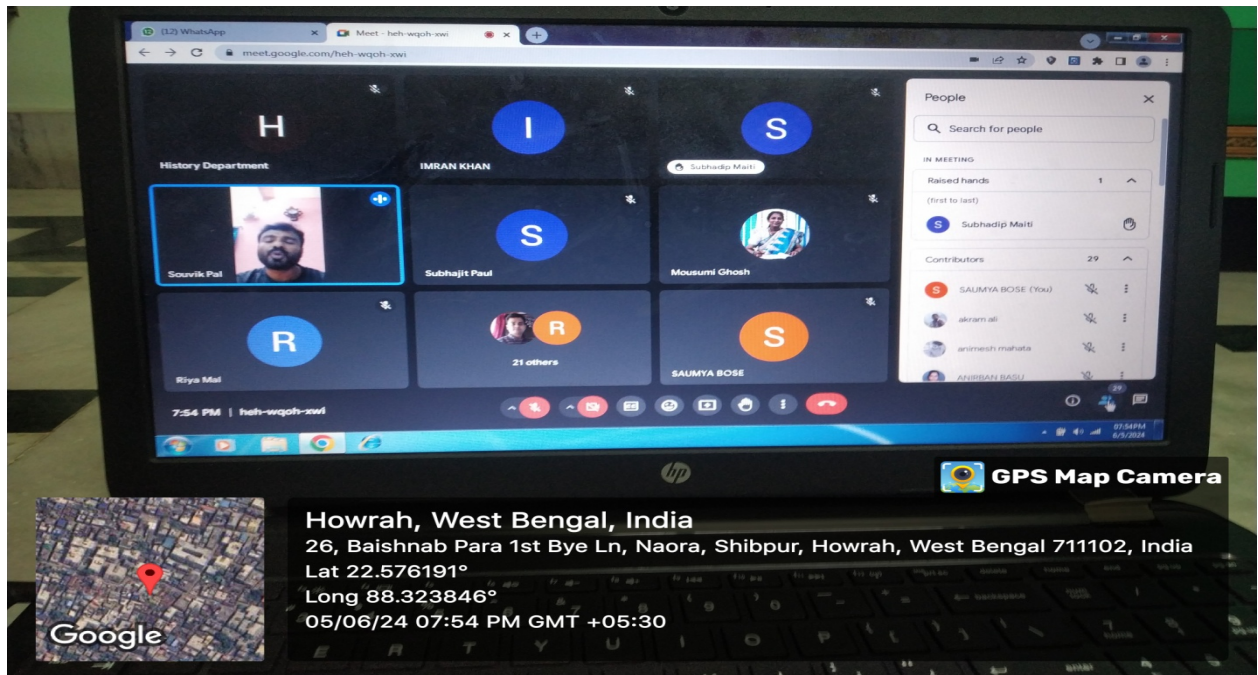 (12) WhatsApp
Meet - heh-wqoh-xwi
meet.google.com/heh-wqoh-xwi
H
History Department
I
IMRAN KHAN
S
Subhadip Maiti
Souvik Pal
S
Subhajit Paul
Mousumi Ghosh
R
Riya Mal
R
21 others
S
SAUMYA BOSE
People
Search for people
IN MEETING
Raised hands 1
(first to last)
S Subhadip Maiti
Contributors 29
S SAUMYA BOSE (You)
akram ali
animesh mahata
ANIRBAN BASU
7:54 PM | heh-wqoh-xwi
29
07:54PM
6/5/2024
hp
GPS Map Camera
Howrah, West Bengal, India
26, Baishnab Para 1st Bye Ln, Naora, Shibpur, Howrah, West Bengal 711102, India
Lat 22.576191°
Long 88.323846°
05/06/24 07:54 PM GMT +05:30
Google
7 8 9 0
E R T Y U I O P